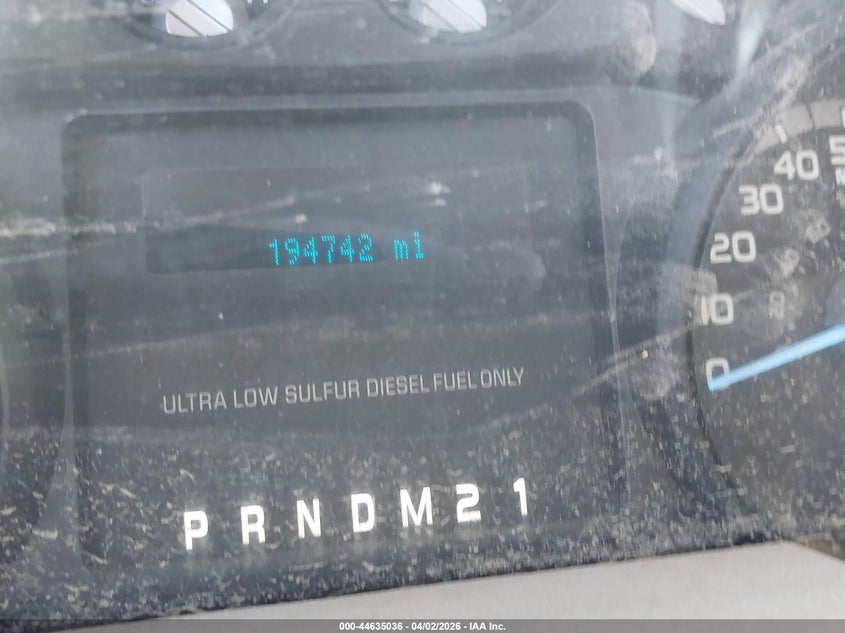 194742 mi
ULTRA LOW SULFUR DIESEL FUEL ONLY
P R N D M 2 1
40
30
20
10
0
000-44635036 - 04/02/2026 - IAA Inc.